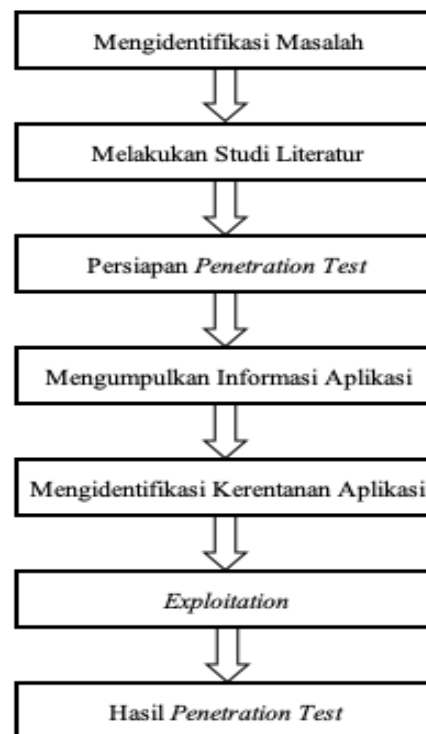 Mengidentifikasi Masalah
Melakukan Studi Literatur
Persiapan Penetration Test
Mengumpulkan Informasi Aplikasi
Mengidentifikasi Kerentanan Aplikasi
Exploitation
Hasil Penetration Test